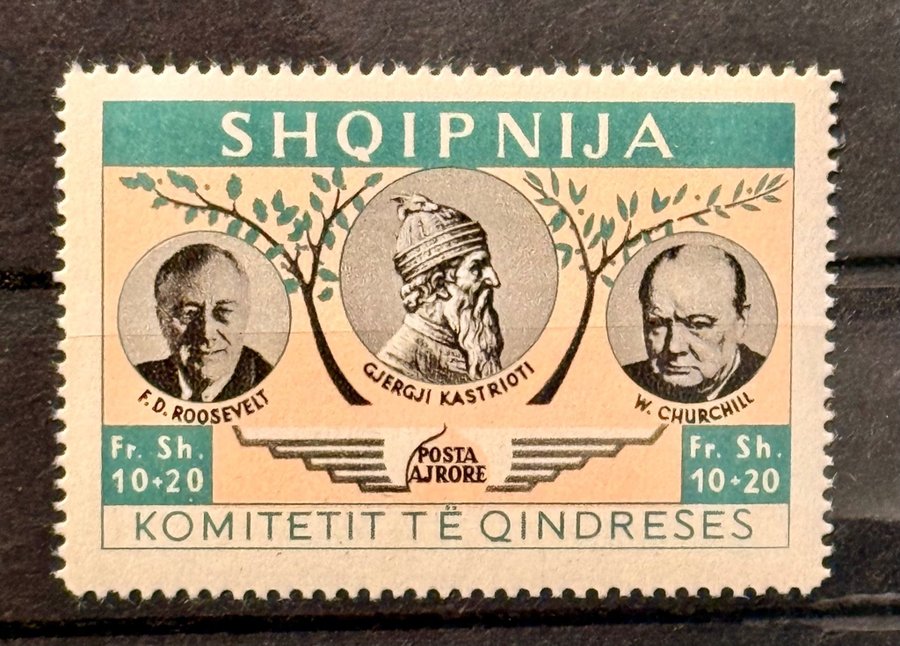 SHQIPNIJA
F.D. ROOSEVELT
GJERGJI KASTRIOTI
W. CHURCHILL
Fr. Sh.
10+20
POSTA
AJRORE
Fr. Sh.
10+20
KOMITETIT TË QINDRESES